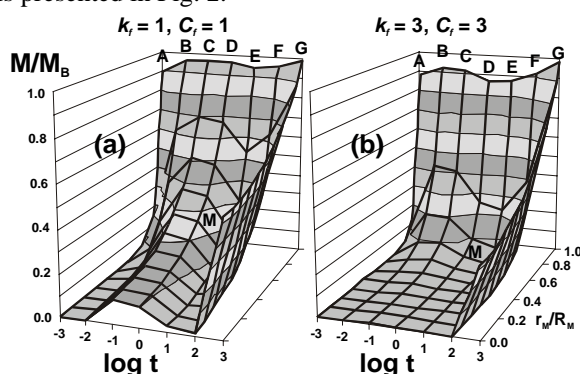 is presented in Fig. 2.
k_f = 1, C_f = 1
k_f = 3, C_f = 3
M/M_B
A B C D E F G
A B C D E F G
1.0
0.8
0.6
0.4
0.2
0.0
(a)
(b)
M
M
-3 -2 -1 0 1 2 3
log t
-3 -2 -1 0 1 2 3
log t
0.0 0.2 0.4 0.6 0.8 1.0
r_M/R_M